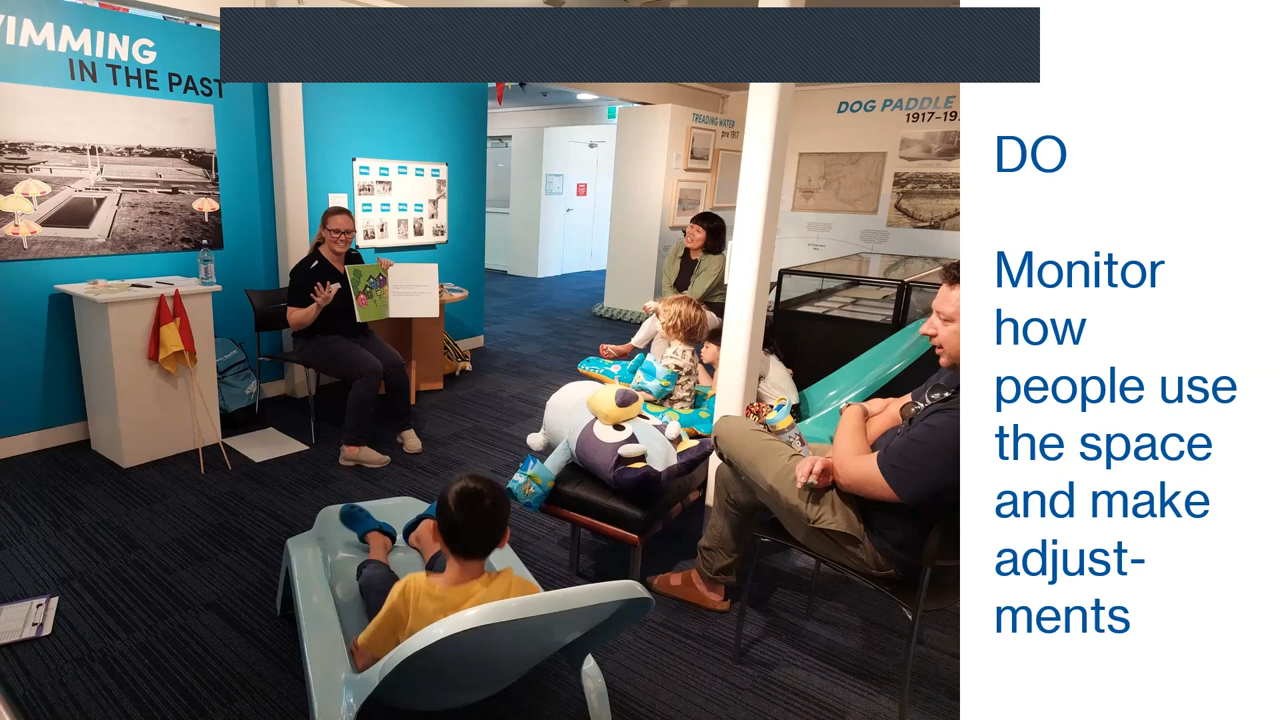 IMMING
IN THE PAST
TREADING WATER
pre 1917
DOG PADDLE
1917-19
DO
Monitor
how
people use
the space
and make
adjust-
ments